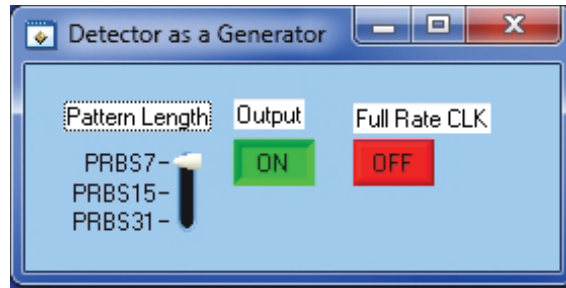 Detector as a Generator
Pattern Length Output Full Rate CLK
PRBS7 ON OFF
PRBS15
PRBS31